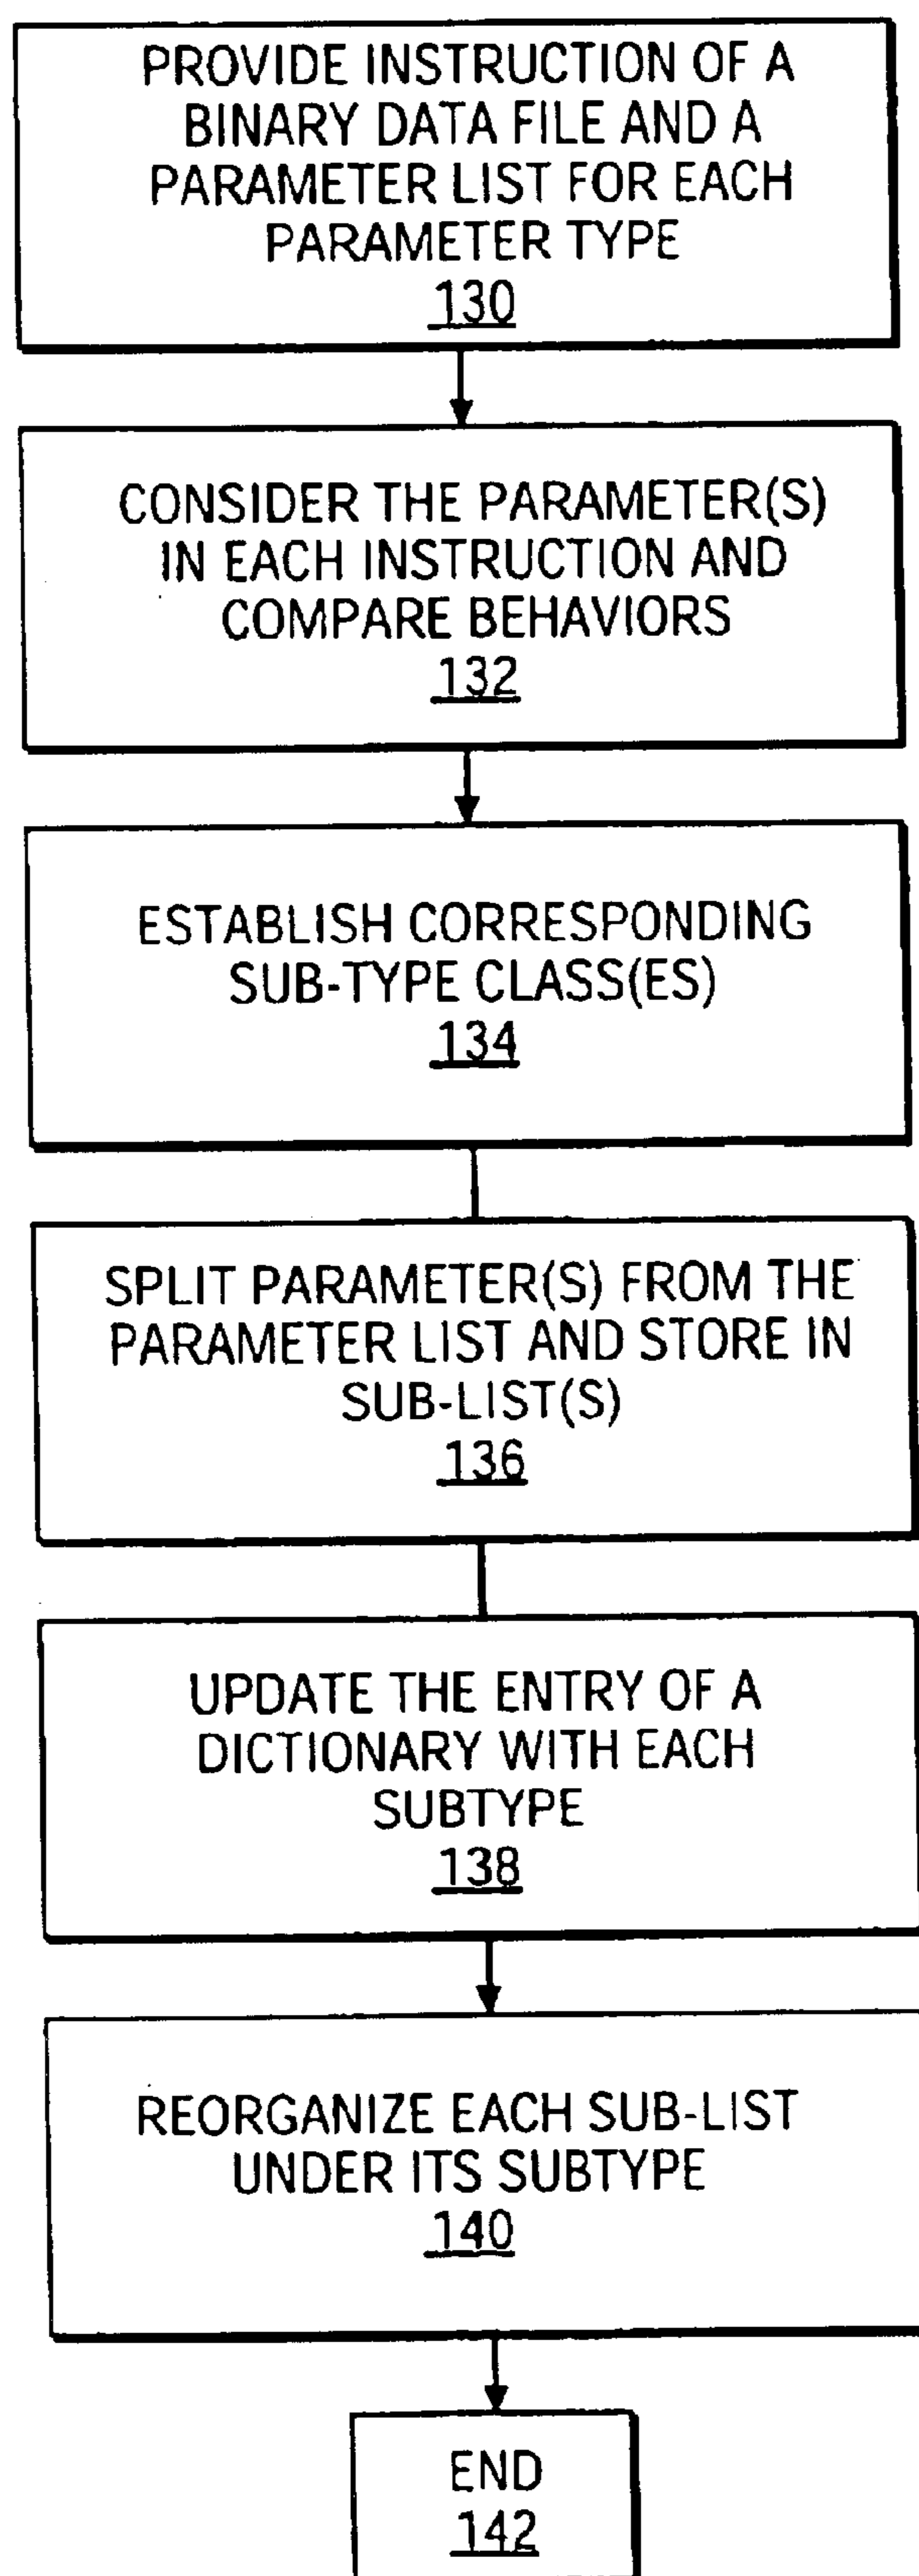 PROVIDE INSTRUCTION OF A
BINARY DATA FILE AND A
PARAMETER LIST FOR EACH
PARAMETER TYPE
130
CONSIDER THE PARAMETER(S)
IN EACH INSTRUCTION AND
COMPARE BEHAVIORS
132
ESTABLISH CORRESPONDING
SUB-TYPE CLASS(ES)
134
SPLIT PARAMETER(S) FROM THE
PARAMETER LIST AND STORE IN
SUB-LIST(S)
136
UPDATE THE ENTRY OF A
DICTIONARY WITH EACH
SUBTYPE
138
REORGANIZE EACH SUB-LIST
UNDER ITS SUBTYPE
140
END
142